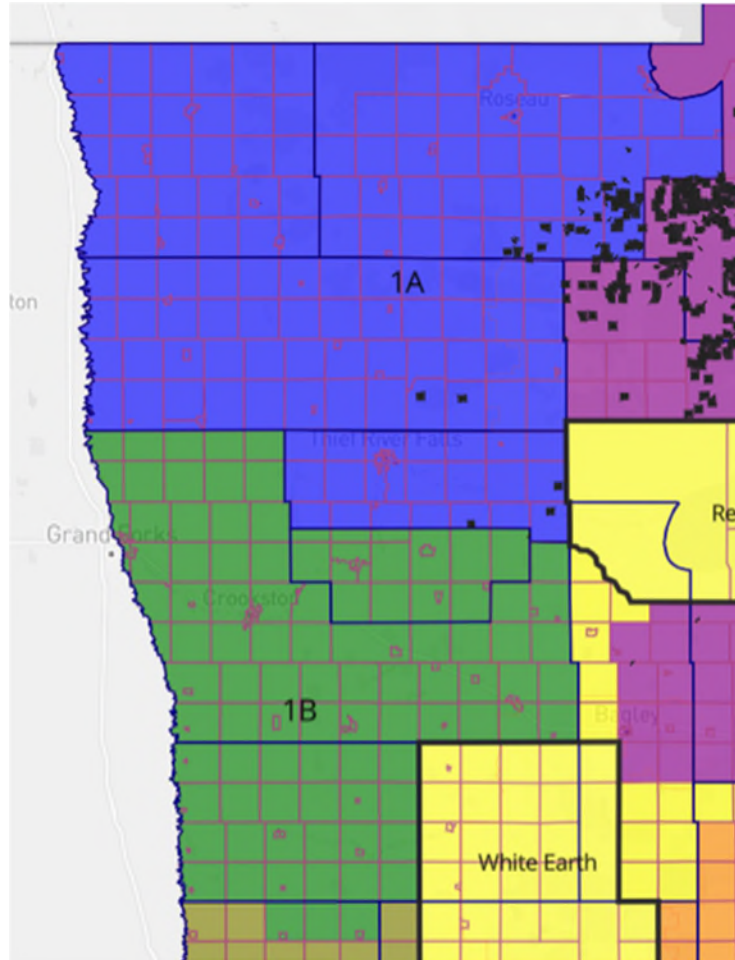 Roseau
1A
ton
Thief River Falls
Re
Grand Forks
Crookston
1B
Bagley
White Earth